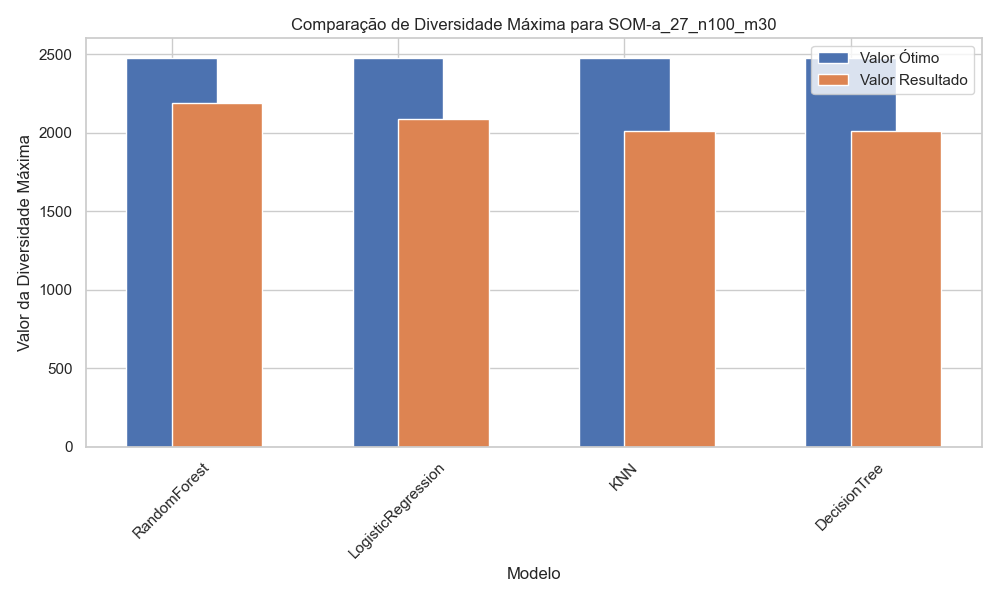 Comparação de Diversidade Máxima para SOM-a_27_n100_m30
Valor Ótimo
Valor Resultado
Valor da Diversidade Máxima
2500
2000
1500
1000
500
0
RandomForest
LogisticRegression
KNN
DecisionTree
Modelo